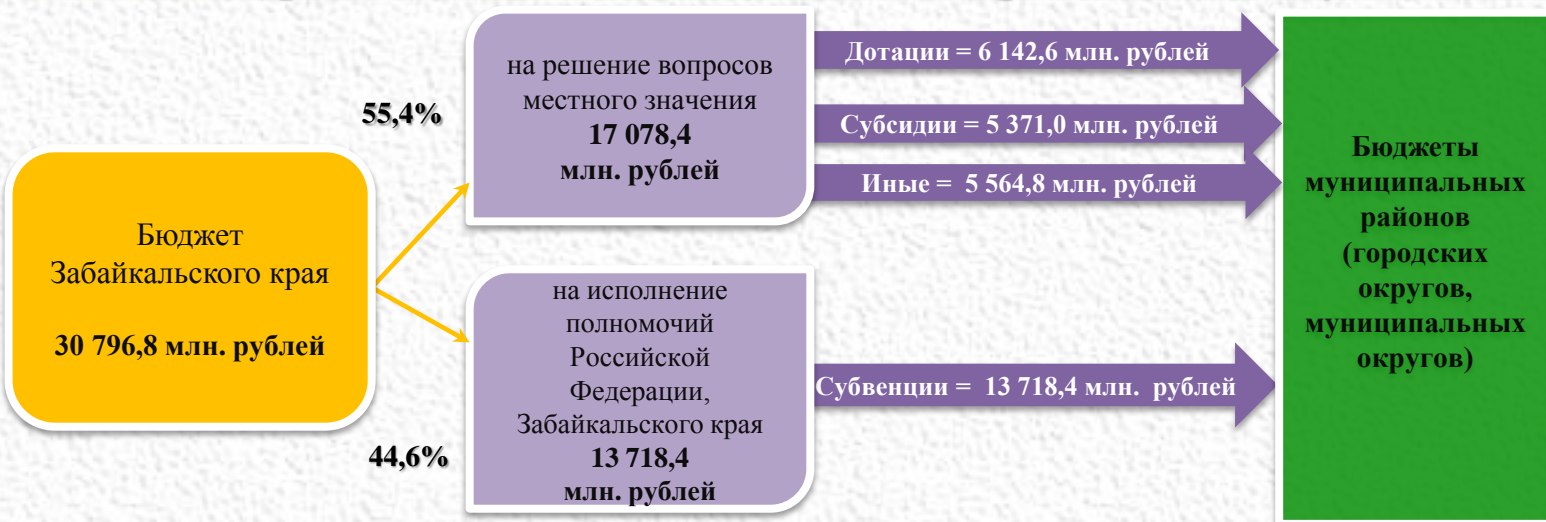 Бюджет
Забайкальского края
30 796,8 млн. рублей
55,4%
на решение вопросов
местного значения
17 078,4
млн. рублей
44,6%
на исполнение
полномочий
Российской
Федерации,
Забайкальского края
13 718,4
млн. рублей
Дотации = 6 142,6 млн. рублей
Субсидии = 5 371,0 млн. рублей
Иные = 5 564,8 млн. рублей
Субвенции = 13 718,4 млн. рублей
Бюджеты
муниципальных
районов
(городских
округов,
муниципальных
округов)